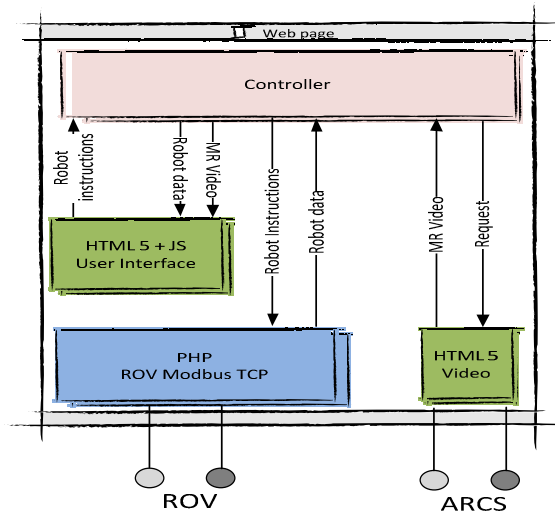 Web page
Controller
Robot
instructions
Robot data
MR Video
Robot Instructions
Robot data
MR Video
Request
HTML 5 + JS
User Interface
PHP
ROV Modbus TCP
HTML 5
Video
ROV
ARCS